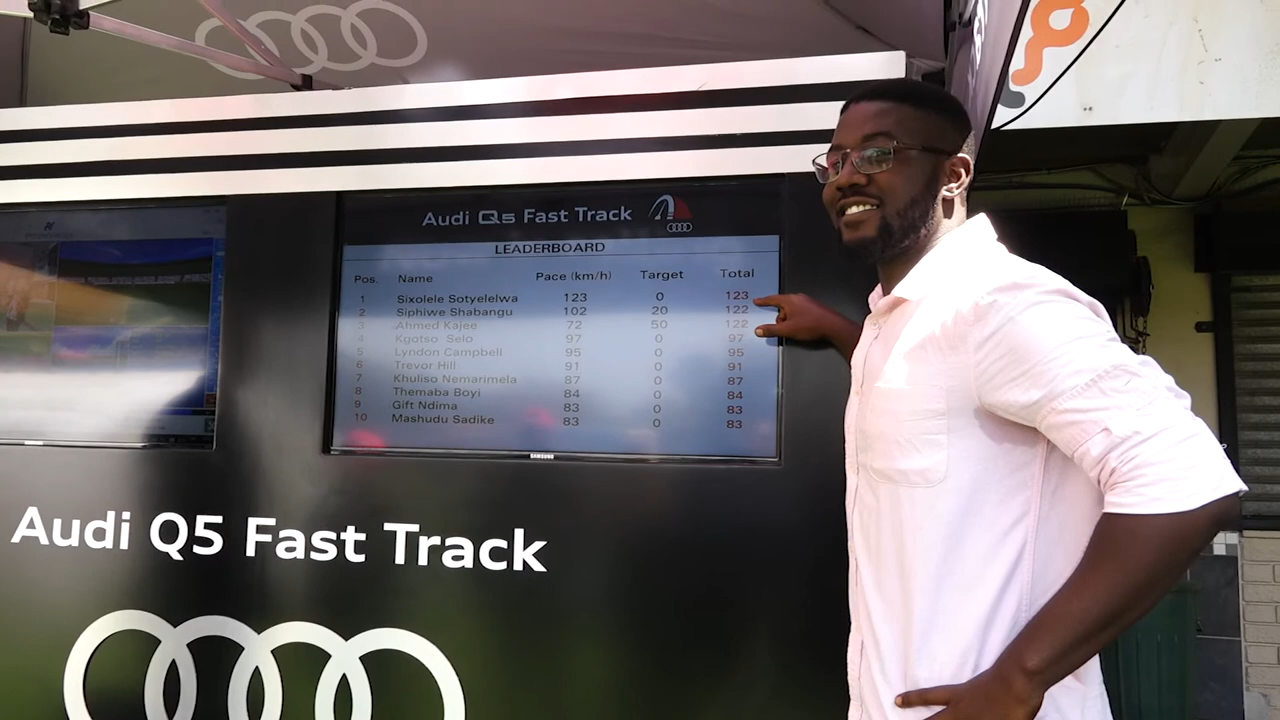 Audi Q5 Fast Track
LEADERBOARD
Pos. Name Pace (km/h) Target Total
1 Sixolele Sotyelelwa 123 0 123
2 Siphiwe Shabangu 102 20 122
3 Ahmed Kajee 72 50 122
4 Kgotso Selo 97 0 97
5 Lyndon Campbell 95 0 95
6 Trevor Hill 91 0 91
7 Khuliso Nemarimela 87 0 87
8 Themaba Boyi 84 0 84
9 Gift Ndima 83 0 83
10 Mashudu Sadike 83 0 83
SAMSUNG
Audi Q5 Fast Track